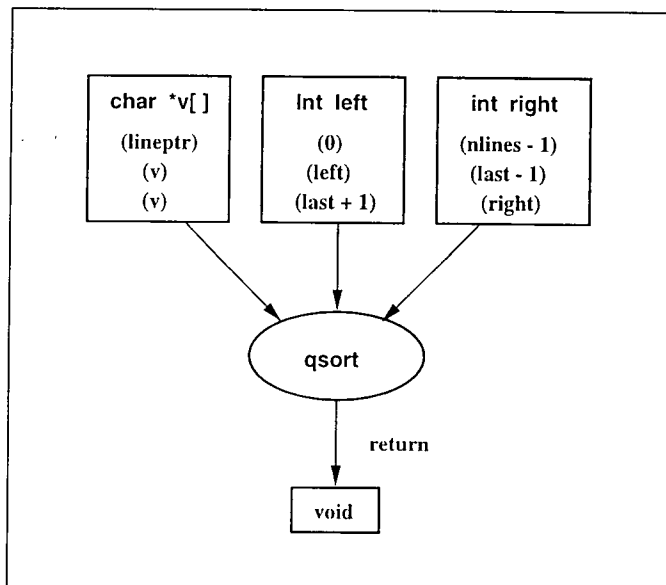 char *v[ ]
(lineptr)
(v)
(v)
Int left
(0)
(left)
(last + 1)
int right
(nlines - 1)
(last - 1)
(right)
qsort
return
void